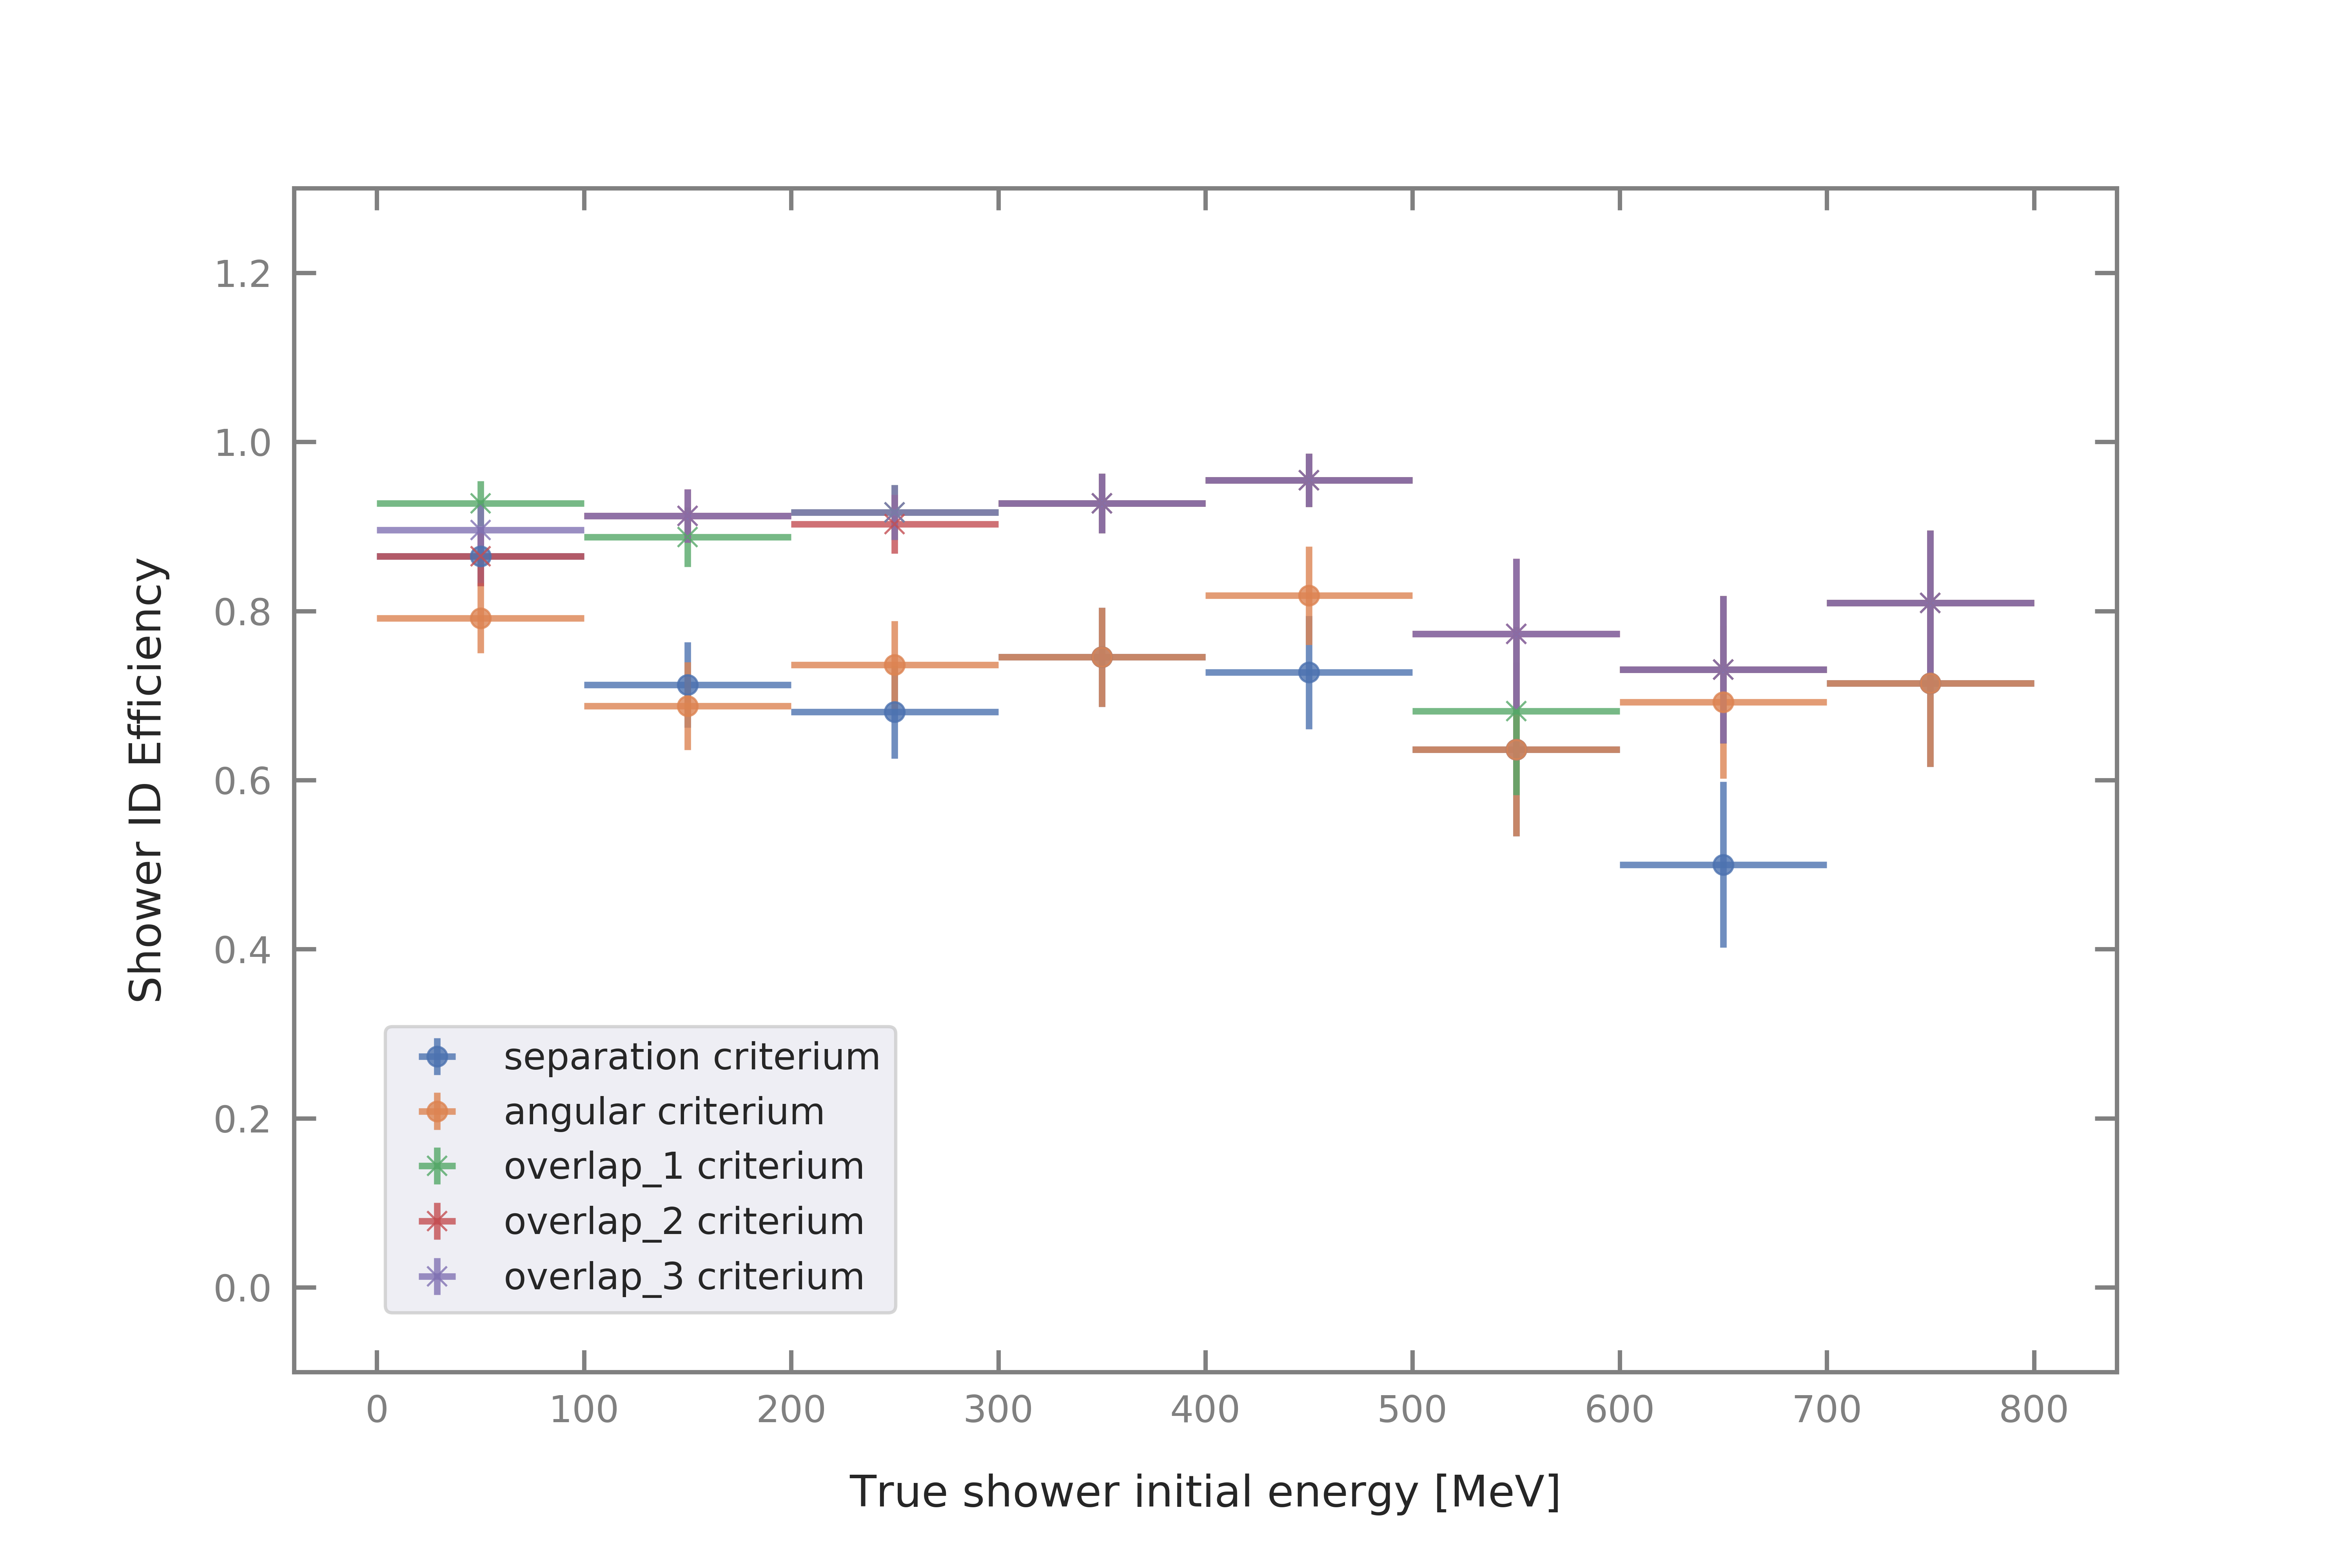 1.2
1.0
0.8
0.6
0.4
0.2
0.0
Shower ID Efficiency
separation criterium
angular criterium
overlap_1 criterium
overlap_2 criterium
overlap_3 criterium
0 100 200 300 400 500 600 700 800
True shower initial energy [MeV]